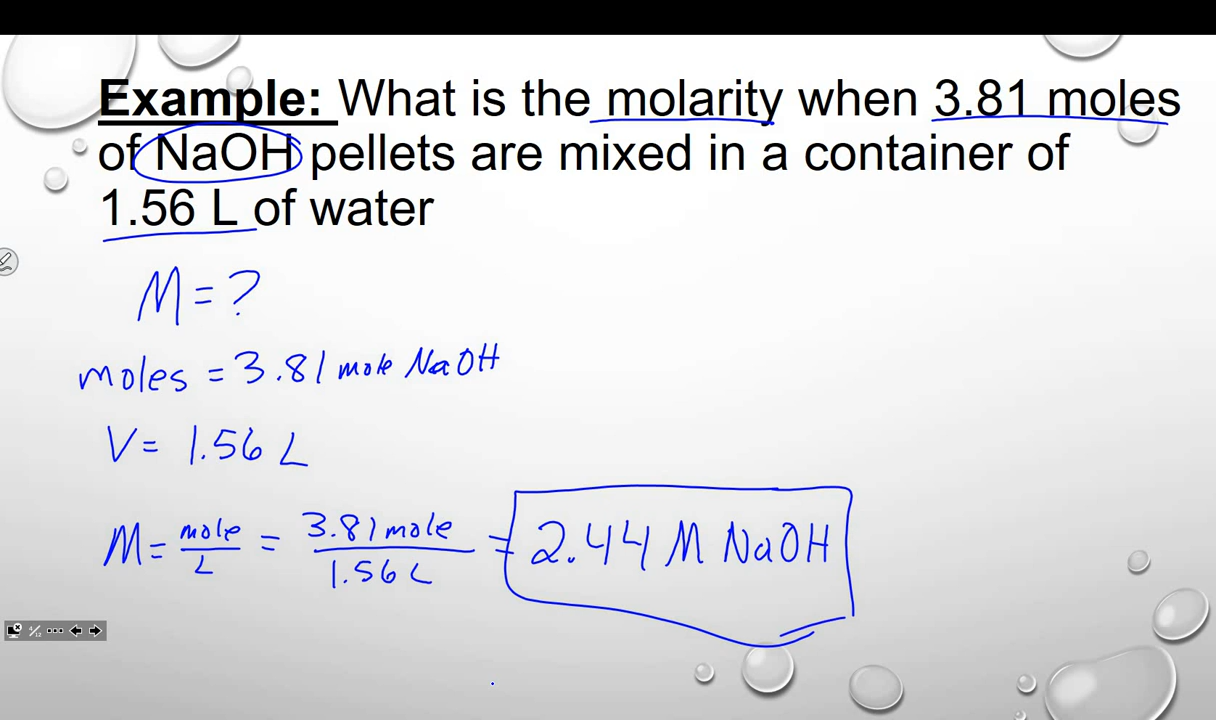 Example: What is the molarity when 3.81 moles
of NaOH pellets are mixed in a container of
1.56 L of water
M = ?
moles = 3.81 mole NaOH
V = 1.56 L
M = mole/L = 3.81 mole/1.56 L = 2.44 M NaOH